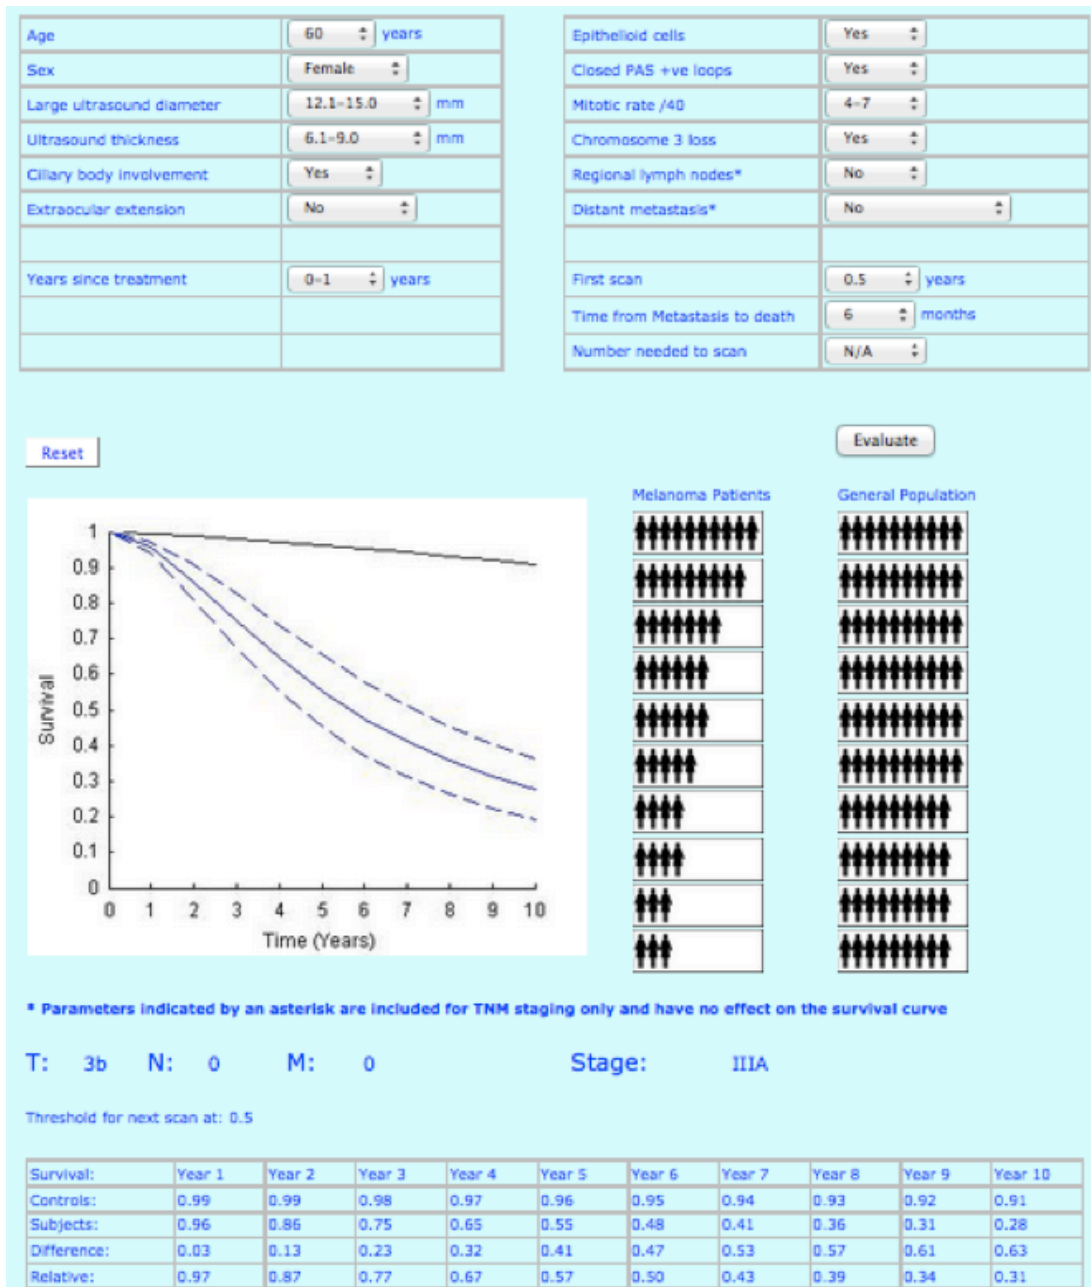 Age 60 years Epithelioid cells Yes
Sex Female Closed PAS +ve loops Yes
Large ultrasound diameter 12.1-15.0 mm Mitotic rate /40 4-7
Ultrasound thickness 6.1-9.0 mm Chromosome 3 loss Yes
Ciliary body involvement Yes Regional lymph nodes* No
Extraocular extension No Distant metastasis* No
Years since treatment 0-1 years First scan 0.5 years
Time from Metastasis to death 6 months
Number needed to scan N/A
Reset Evaluate
Melanoma Patients General Population
1
0.9
0.8
0.7
0.6
0.5
0.4
0.3
0.2
0.1
0
Survival
0 1 2 3 4 5 6 7 8 9 10
Time (Years)
* Parameters indicated by an asterisk are included for TNM staging only and have no effect on the survival curve
T: 3b N: 0 M: 0 Stage: IIIA
Threshold for next scan at: 0.5
Survival: Year 1 Year 2 Year 3 Year 4 Year 5 Year 6 Year 7 Year 8 Year 9 Year 10
Controls: 0.99 0.99 0.98 0.97 0.96 0.95 0.94 0.93 0.92 0.91
Subjects: 0.96 0.86 0.75 0.65 0.55 0.48 0.41 0.36 0.31 0.28
Difference: 0.03 0.13 0.23 0.32 0.41 0.47 0.53 0.57 0.61 0.63
Relative: 0.97 0.87 0.77 0.67 0.57 0.50 0.43 0.39 0.34 0.31